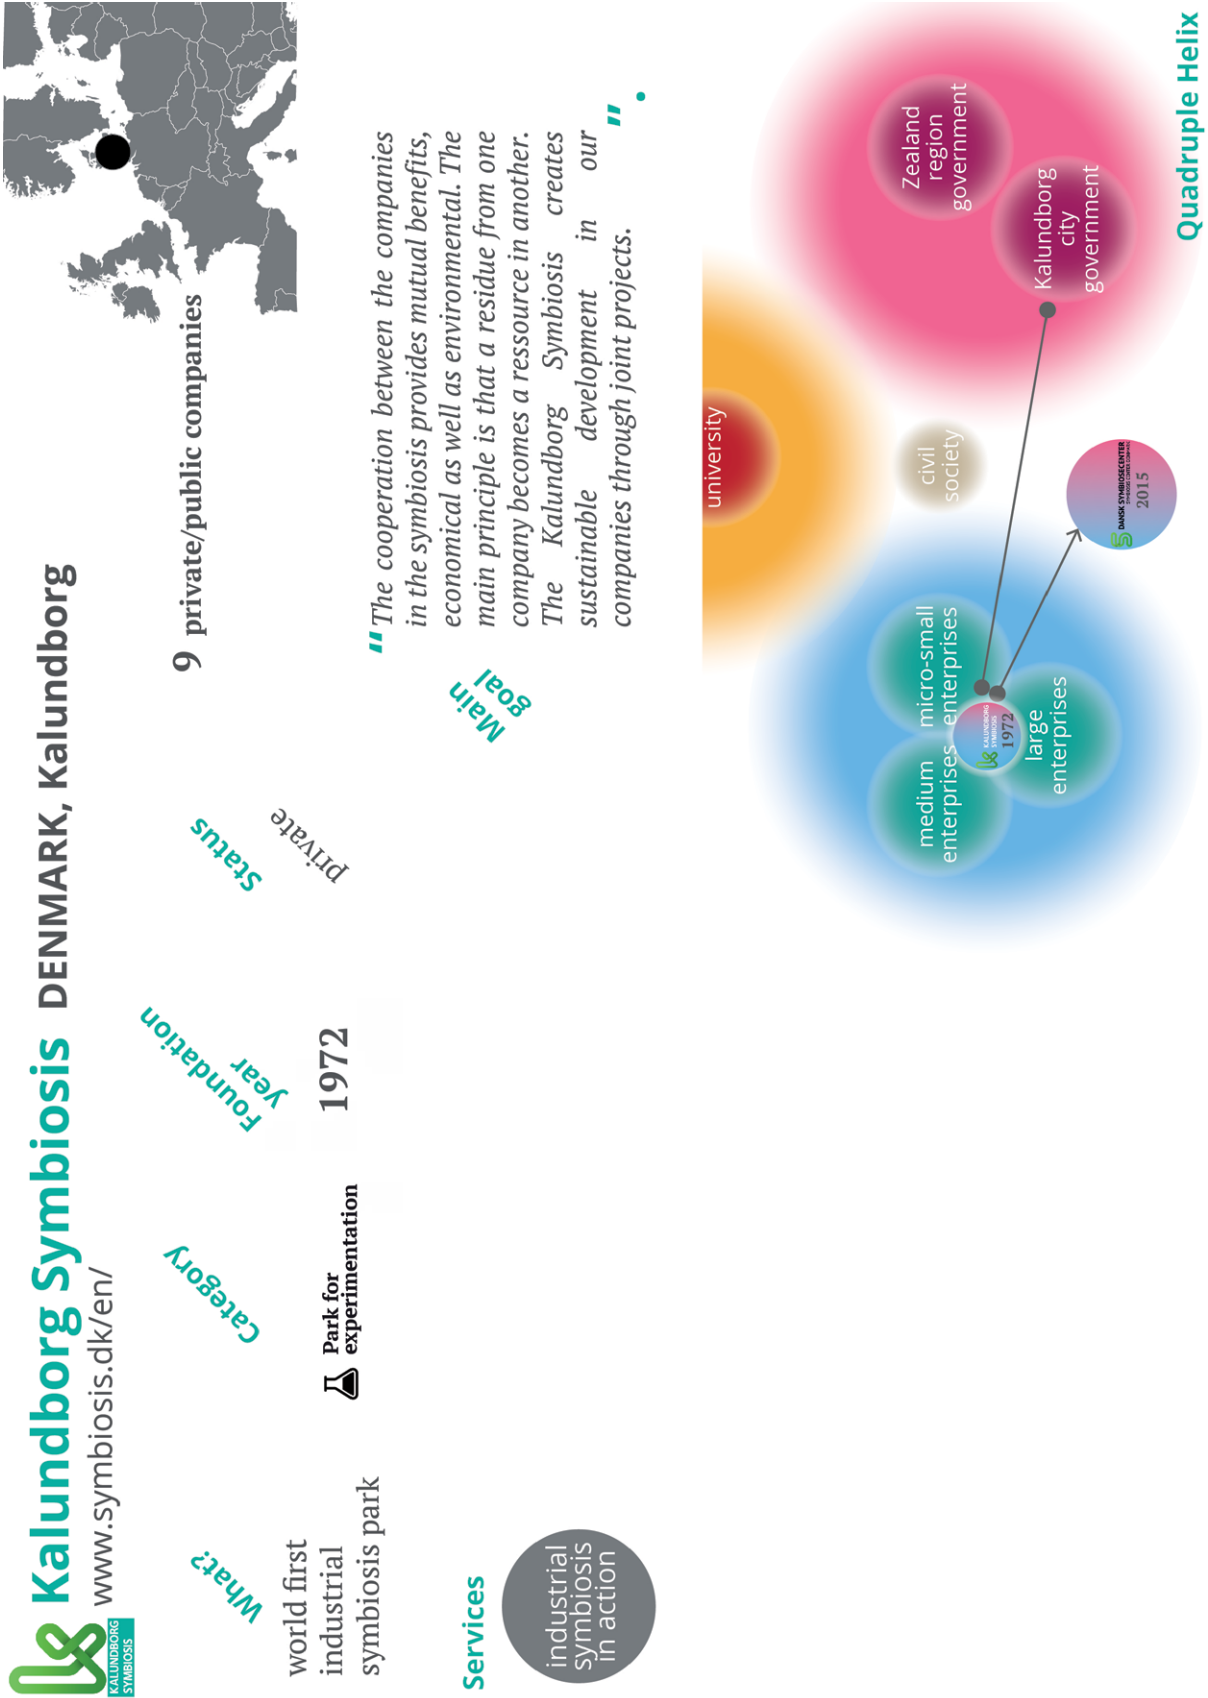 Kalundborg Symbiosis DENMARK, Kalundborg
www.symbiosis.dk/en/
KALUNDBORG
SYMBIOSIS
What?
world first
industrial
symbiosis park
Category
Park for
experimentation
Foundation
year
1972
Status
private
9 private/public companies
Services
industrial
symbiosis
in action
Main
goal
"The cooperation between the companies
in the symbiosis provides mutual benefits,
economical as well as environmental. The
main principle is that a residue from one
company becomes a ressource in another.
The Kalundborg Symbiosis creates
sustainable development in our
companies through joint projects. ".
university
civil
society
medium
enterprises
micro-small
enterprises
large
enterprises
KALUNDBORG
SYMBIOSIS
1972
DANSK SYMBIOSECENTER
2015
Zealand
region
government
Kalundborg
city
government
Quadruple Helix